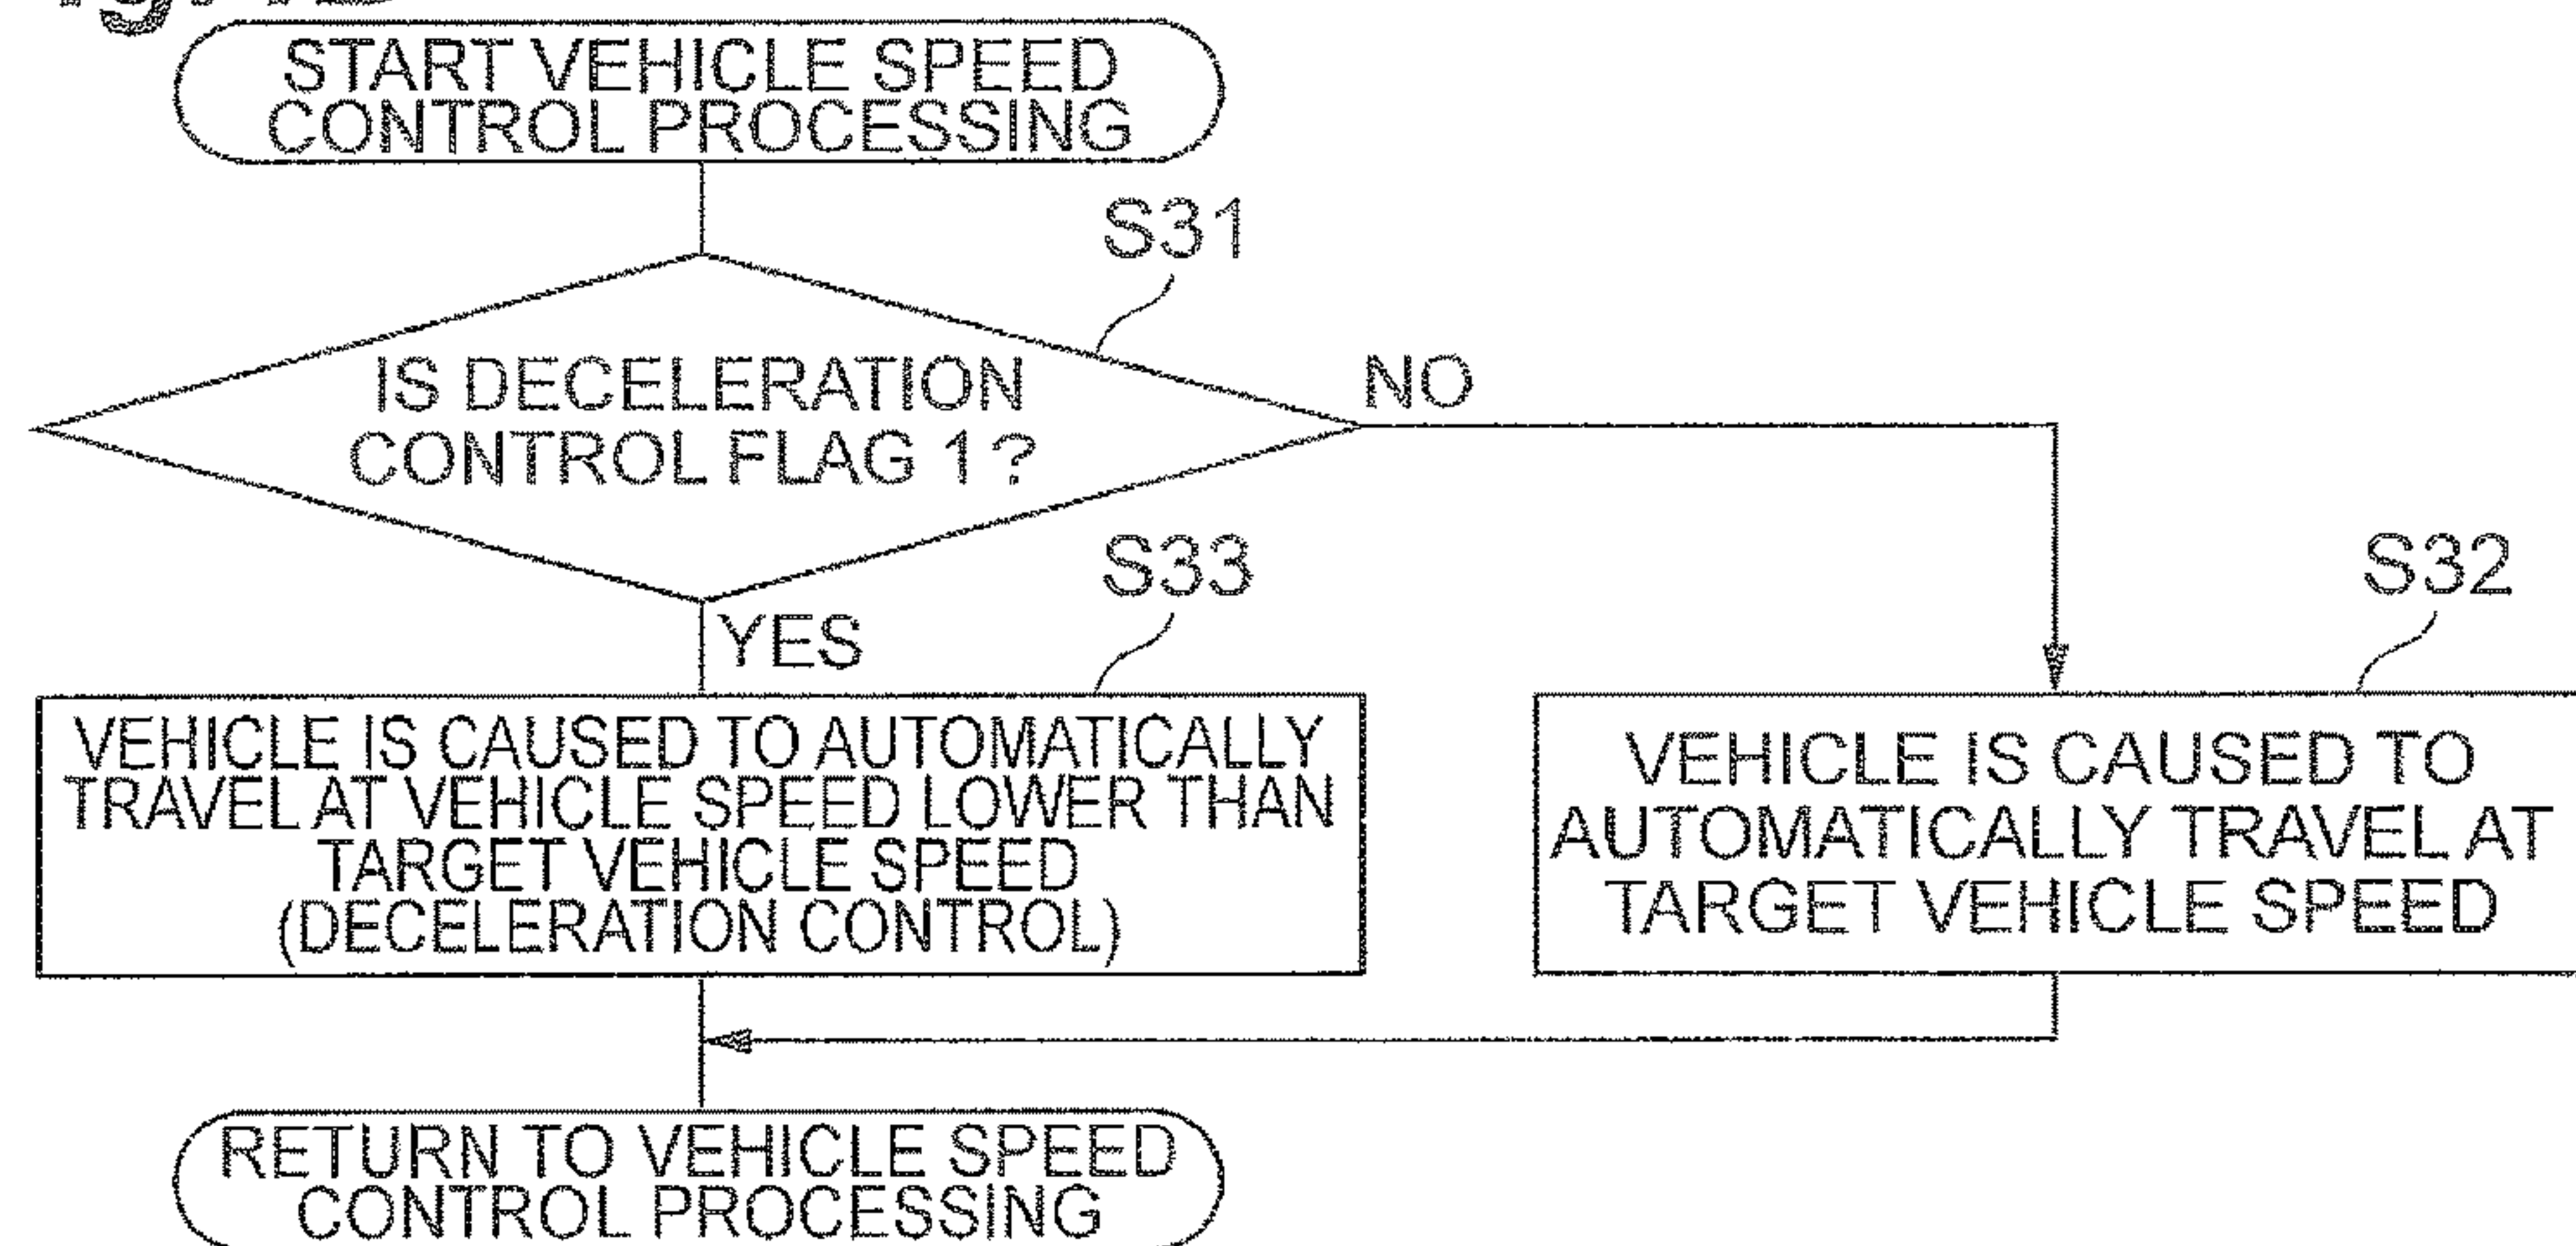 START VEHICLE SPEED
CONTROL PROCESSING
S31
IS DECELERATION
CONTROL FLAG 1?
NO
YES
S33
S32
VEHICLE IS CAUSED TO AUTOMATICALLY
TRAVEL AT VEHICLE SPEED LOWER THAN
TARGET VEHICLE SPEED
(DECELERATION CONTROL)
VEHICLE IS CAUSED TO
AUTOMATICALLY TRAVEL AT
TARGET VEHICLE SPEED
RETURN TO VEHICLE SPEED
CONTROL PROCESSING